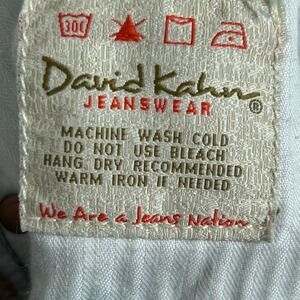 30C
David Kahn®
JEANSWEAR
MACHINE WASH COLD
DO NOT USE BLEACH
HANG DRY RECOMMENDED
WARM IRON IF NEEDED
We Are a Jeans Nation